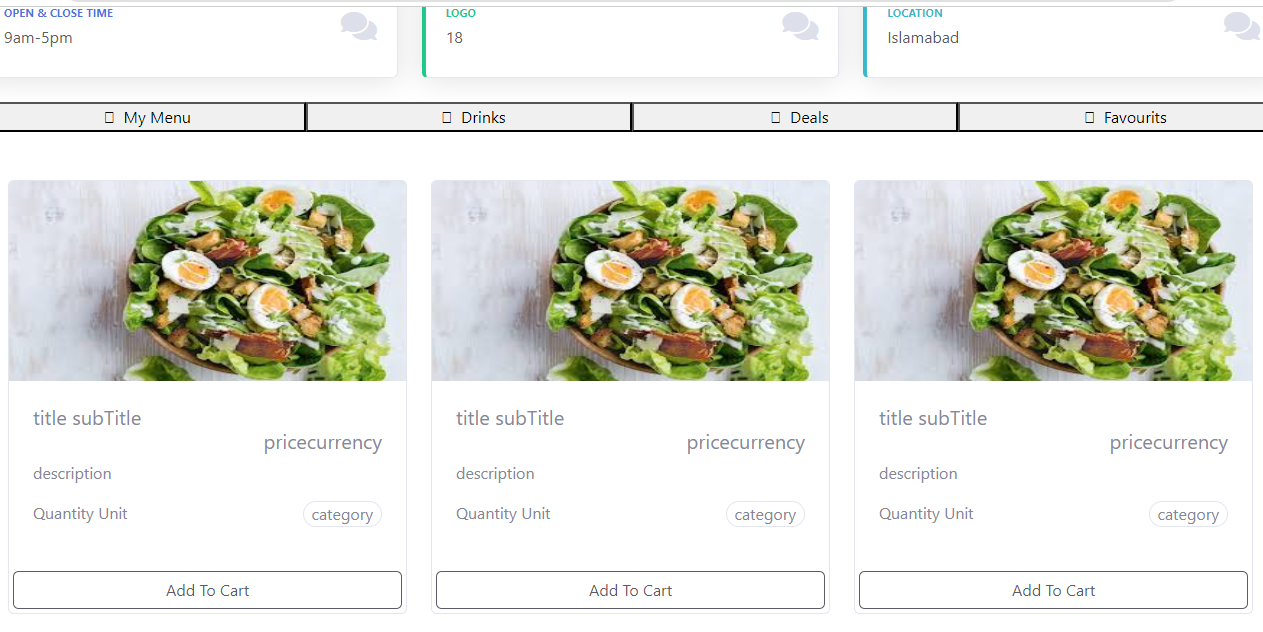 OPEN & CLOSE TIME
9am-5pm
LOGO
18
LOCATION
Islamabad
My Menu
Drinks
Deals
Favourits
title subTitle
pricecurrency
description
Quantity Unit
category
Add To Cart
title subTitle
pricecurrency
description
Quantity Unit
category
Add To Cart
title subTitle
pricecurrency
description
Quantity Unit
category
Add To Cart